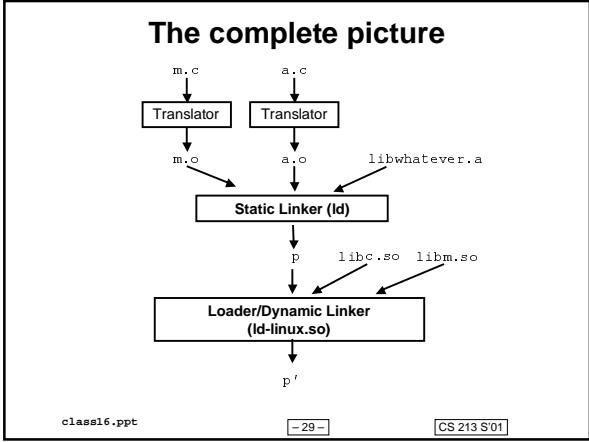 The complete picture
m.c a.c
Translator Translator
m.o a.o libwhatever.a
Static Linker (ld)
p libc.so libm.so
Loader/Dynamic Linker
(ld-linux.so)
p'
class16.ppt – 29 – CS 213 S'01